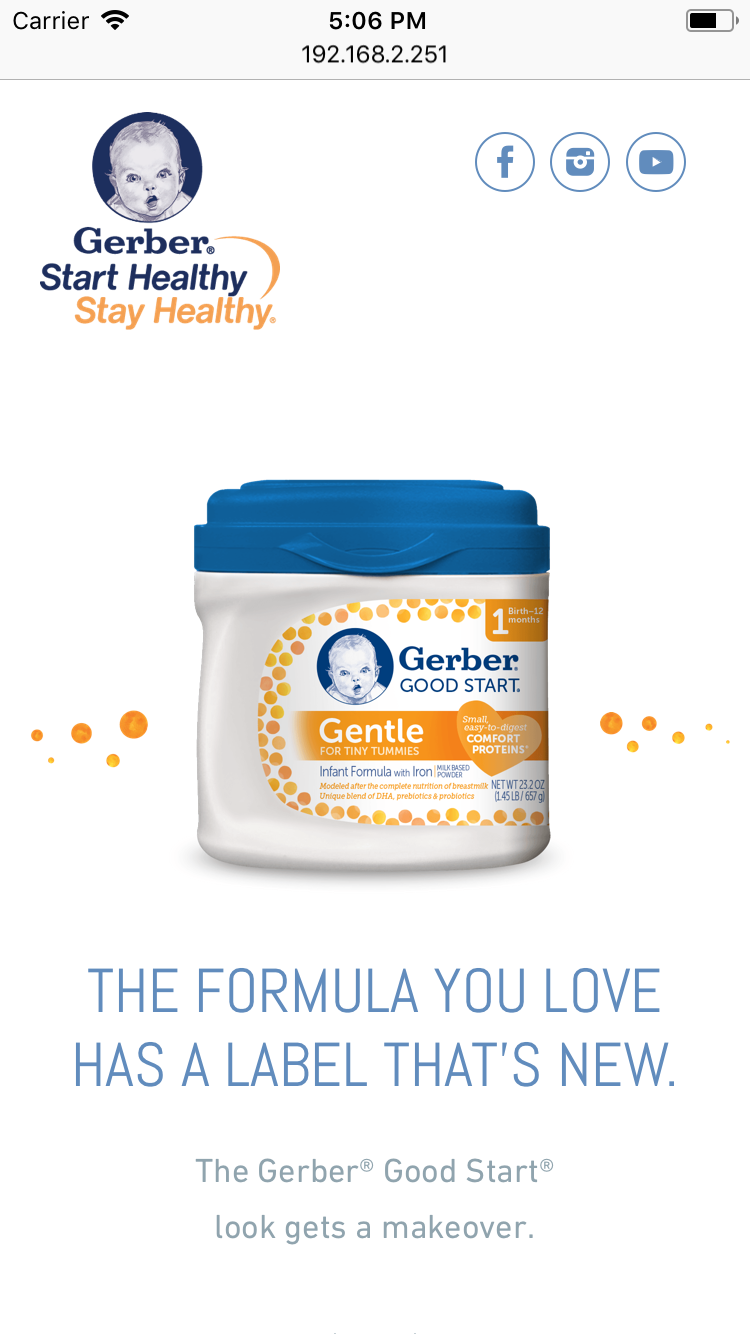 Carrier 5:06 PM
192.168.2.251
Gerber®
Start Healthy
Stay Healthy®
1 Birth–12
months
Gerber®
GOOD START®
Gentle
FOR TINY TUMMIES
Small,
easy-to-digest
COMFORT
PROTEINS
Infant Formula with Iron MILK BASED
POWDER
Modeled after the complete nutrition of breastmilk
Unique blend of DHA, prebiotics & probiotics
NET WT 23.2 OZ
(1.45 LB / 657 g)
THE FORMULA YOU LOVE
HAS A LABEL THAT'S NEW.
The Gerber® Good Start®
look gets a makeover.